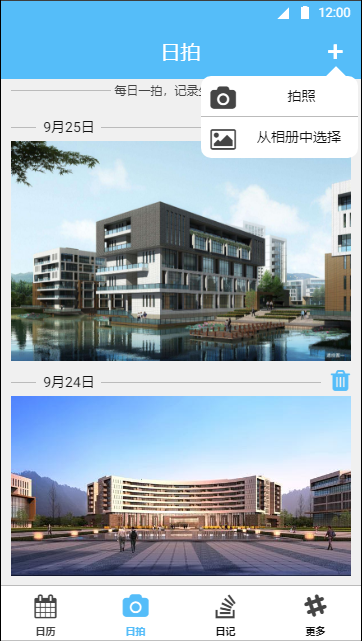 12:00
日拍
+
每日一拍，记录
拍照
从相册中选择
9月25日
9月24日
日历
日拍
日记
更多